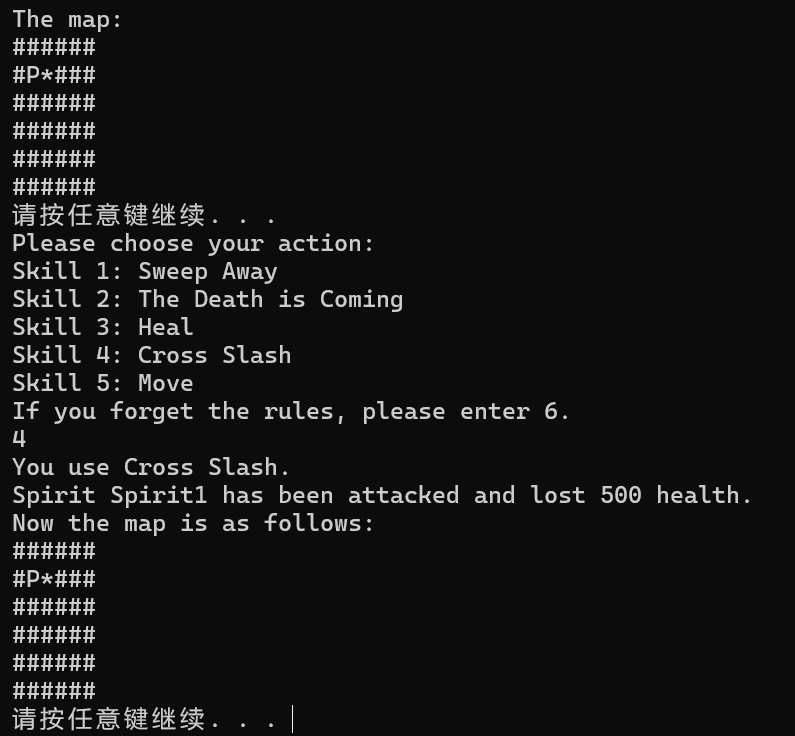 The map:
######
#P*###
######
######
######
######
请按任意键继续. . .
Please choose your action:
Skill 1: Sweep Away
Skill 2: The Death is Coming
Skill 3: Heal
Skill 4: Cross Slash
Skill 5: Move
If you forget the rules, please enter 6.
4
You use Cross Slash.
Spirit Spirit1 has been attacked and lost 500 health.
Now the map is as follows:
######
#P*###
######
######
######
######
请按任意键继续. . .